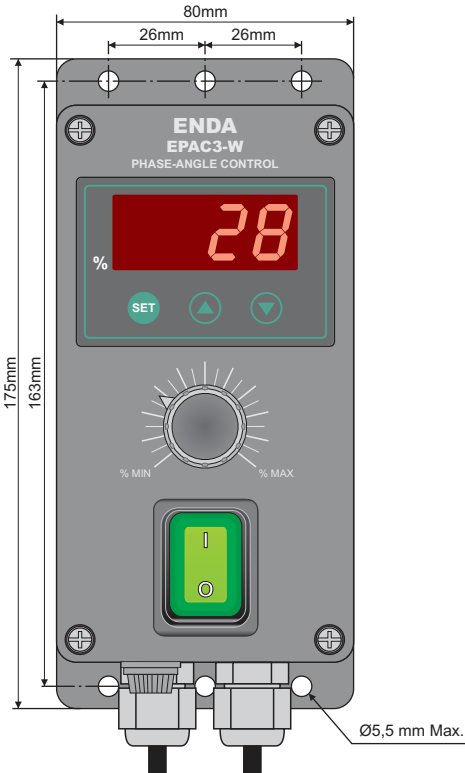 80mm
26mm 26mm
ENDA
EPAC3-W
PHASE-ANGLE CONTROL
28
%
SET
175mm
163mm
% MIN % MAX
I
O
Ø5,5 mm Max.